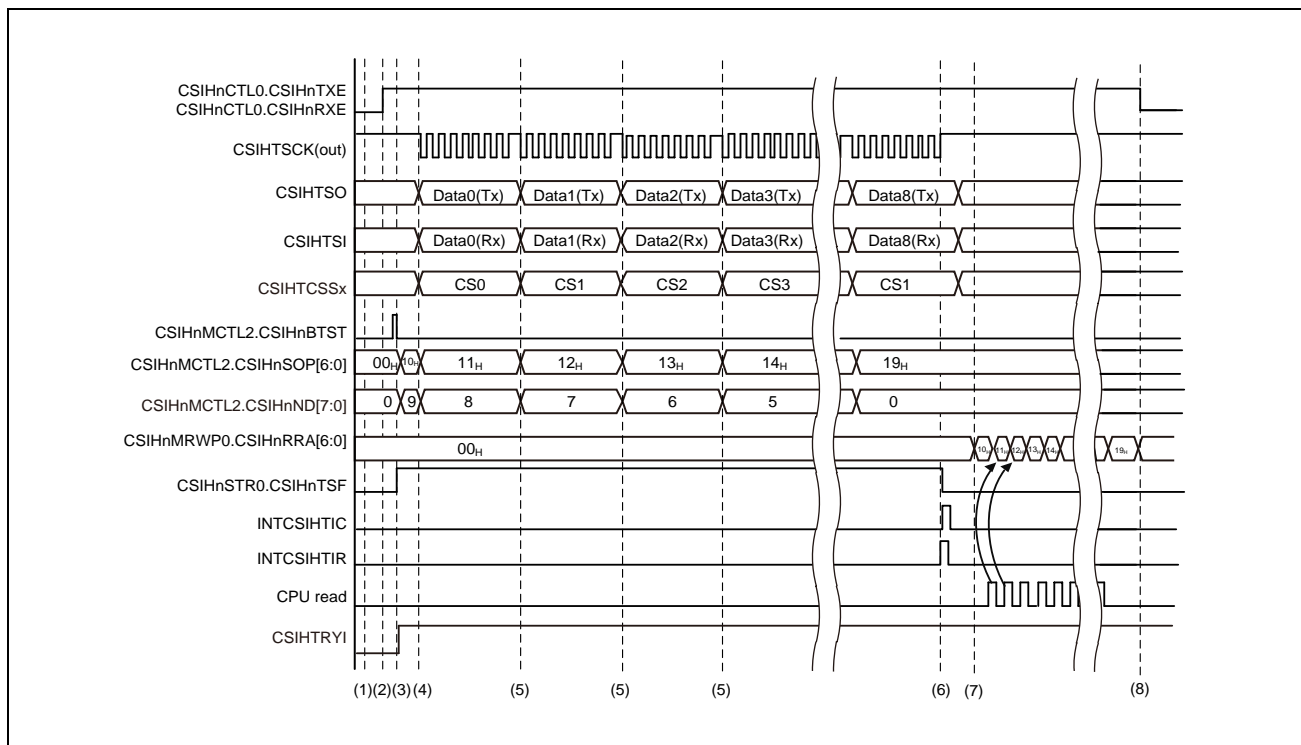 CSIHnCTL0.CSIHnTXE
CSIHnCTL0.CSIHnRXE
CSIHTSCK(out)
CSIHTSO Data0(Tx) Data1(Tx) Data2(Tx) Data3(Tx) Data8(Tx)
CSIHTSI Data0(Rx) Data1(Rx) Data2(Rx) Data3(Rx) Data8(Rx)
CSIHTCSSx CS0 CS1 CS2 CS3 CS1
CSIHnMCTL2.CSIHnBTST
CSIHnMCTL2.CSIHnSOP[6:0] 00H 10H 11H 12H 13H 14H 19H
CSIHnMCTL2.CSIHnND[7:0] 0 9 8 7 6 5 0
CSIHnMRWP0.CSIHnRRA[6:0] 00H 10H 11H 12H 13H 14H 19H
CSIHnSTR0.CSIHnTSF
INTCSIHTIC
INTCSIHTIR
CPU read
CSIHTRYI
(1) (2) (3) (4) (5) (5) (5) (6) (7) (8)